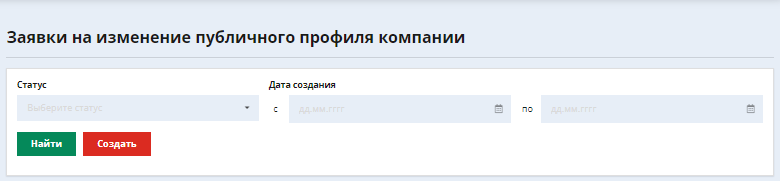 Заявки на изменение публичного профиля компании
Статус Дата создания
Выберите статус с дд.мм.гггг по дд.мм.гггг
Найти Создать